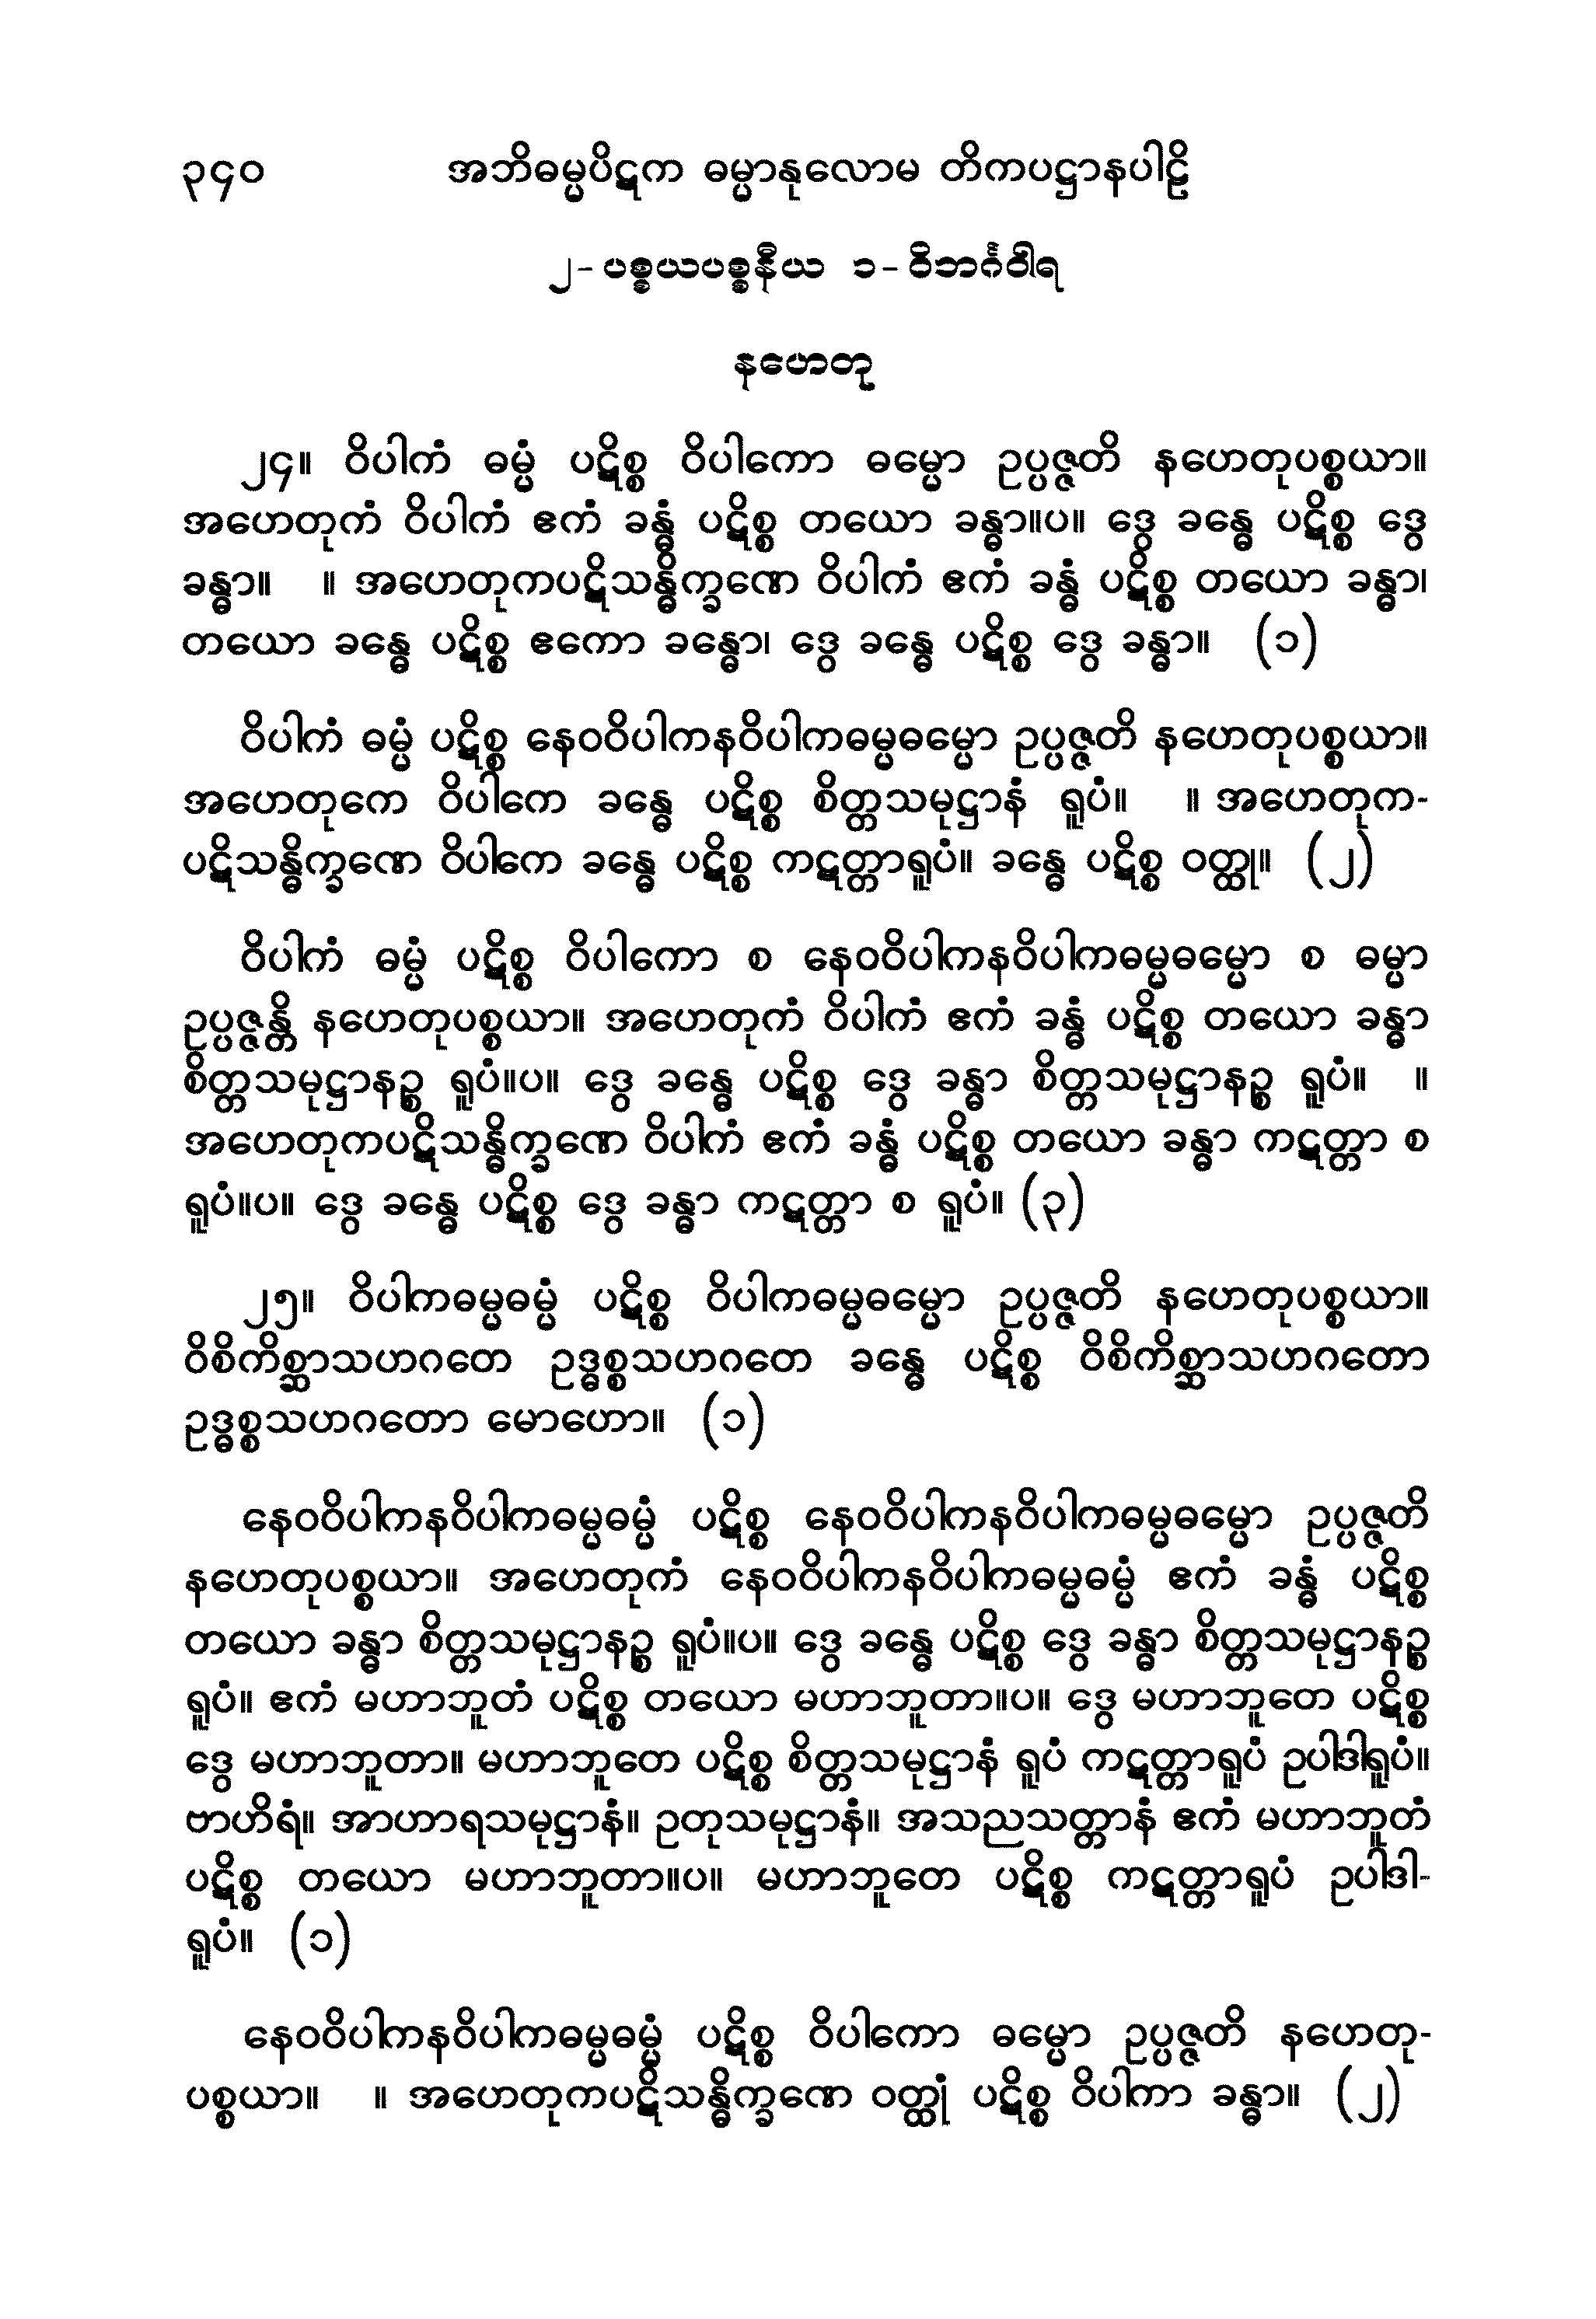 ၃၄၀ အဘိဓမ္မပိဋက ဓမ္မာနုလောမ တိကပဋ္ဌာနပါဠိ
၂-ပစ္စယပစ္စနီယ ၁-ဝိဘင်္ဂဝါရ
နဟေတု
၂၄။ ဝိပါကံ ဓမ္မံ ပဋိစ္စ ဝိပါကော ဓမ္မော ဥပ္ပဇ္ဇတိ နဟေတုပစ္စယာ။
အဟေတုကံ ဝိပါကံ ဧကံ ခန္ဓံ ပဋိစ္စ တယော ခန္ဓာ။ပ။ ဒွေ ခန္ဓေ ပဋိစ္စ ဒွေ
ခန္ဓာ။ ။ အဟေတုကပဋိသန္ဓိက္ခဏေ ဝိပါကံ ဧကံ ခန္ဓံ ပဋိစ္စ တယော ခန္ဓာ၊
တယော ခန္ဓေ ပဋိစ္စ ဧကော ခန္ဓော၊ ဒွေ ခန္ဓေ ပဋိစ္စ ဒွေ ခန္ဓာ။ (၁)
ဝိပါကံ ဓမ္မံ ပဋိစ္စ နေဝဝိပါကနဝိပါကဓမ္မဓမ္မော ဥပ္ပဇ္ဇတိ နဟေတုပစ္စယာ။
အဟေတုကေ ဝိပါကေ ခန္ဓေ ပဋိစ္စ စိတ္တသမုဋ္ဌာနံ ရူပံ။ ။ အဟေတုက-
ပဋိသန္ဓိက္ခဏေ ဝိပါကေ ခန္ဓေ ပဋိစ္စ ကဋတ္တာရူပံ။ ခန္ဓေ ပဋိစ္စ ဝတ္ထု။ (၂)
ဝိပါကံ ဓမ္မံ ပဋိစ္စ ဝိပါကော စ နေဝဝိပါကနဝိပါကဓမ္မဓမ္မော စ ဓမ္မာ
ဥပ္ပဇ္ဇန္တိ နဟေတုပစ္စယာ။ အဟေတုကံ ဝိပါကံ ဧကံ ခန္ဓံ ပဋိစ္စ တယော ခန္ဓာ
စိတ္တသမုဋ္ဌာနဉ္စ ရူပံ။ပ။ ဒွေ ခန္ဓေ ပဋိစ္စ ဒွေ ခန္ဓာ စိတ္တသမုဋ္ဌာနဉ္စ ရူပံ။ ။
အဟေတုကပဋိသန္ဓိက္ခဏေ ဝိပါကံ ဧကံ ခန္ဓံ ပဋိစ္စ တယော ခန္ဓာ ကဋတ္တာ စ
ရူပံ။ပ။ ဒွေ ခန္ဓေ ပဋိစ္စ ဒွေ ခန္ဓာ ကဋတ္တာ စ ရူပံ။ (၃)
၂၅။ ဝိပါကဓမ္မဓမ္မံ ပဋိစ္စ ဝိပါကဓမ္မဓမ္မော ဥပ္ပဇ္ဇတိ နဟေတုပစ္စယာ။
ဝိစိကိစ္ဆာသဟဂတေ ဥဒ္ဓစ္စသဟဂတေ ခန္ဓေ ပဋိစ္စ ဝိစိကိစ္ဆာသဟဂတော
ဥဒ္ဓစ္စသဟဂတော မောဟော။ (၁)
နေဝဝိပါကနဝိပါကဓမ္မဓမ္မံ ပဋိစ္စ နေဝဝိပါကနဝိပါကဓမ္မဓမ္မော ဥပ္ပဇ္ဇတိ
နဟေတုပစ္စယာ။ အဟေတုကံ နေဝဝိပါကနဝိပါကဓမ္မဓမ္မံ ဧကံ ခန္ဓံ ပဋိစ္စ
တယော ခန္ဓာ စိတ္တသမုဋ္ဌာနဉ္စ ရူပံ။ပ။ ဒွေ ခန္ဓေ ပဋိစ္စ ဒွေ ခန္ဓာ စိတ္တသမုဋ္ဌာနဉ္စ
ရူပံ။ ဧကံ မဟာဘူတံ ပဋိစ္စ တယော မဟာဘူတာ။ပ။ ဒွေ မဟာဘူတေ ပဋိစ္စ
ဒွေ မဟာဘူတာ။ မဟာဘူတေ ပဋိစ္စ စိတ္တသမုဋ္ဌာနံ ရူပံ ကဋတ္တာရူပံ ဥပါဒါရူပံ။
ဗာဟိရံ။ အာဟာရသမုဋ္ဌာနံ။ ဥတုသမုဋ္ဌာနံ။ အသညသတ္တာနံ ဧကံ မဟာဘူတံ
ပဋိစ္စ တယော မဟာဘူတာ။ပ။ မဟာဘူတေ ပဋိစ္စ ကဋတ္တာရူပံ ဥပါဒါ-
ရူပံ။ (၁)
နေဝဝိပါကနဝိပါကဓမ္မဓမ္မံ ပဋိစ္စ ဝိပါကော ဓမ္မော ဥပ္ပဇ္ဇတိ နဟေတု-
ပစ္စယာ။ ။ အဟေတုကပဋိသန္ဓိက္ခဏေ ဝတ္ထုံ ပဋိစ္စ ဝိပါကာ ခန္ဓာ။ (၂)